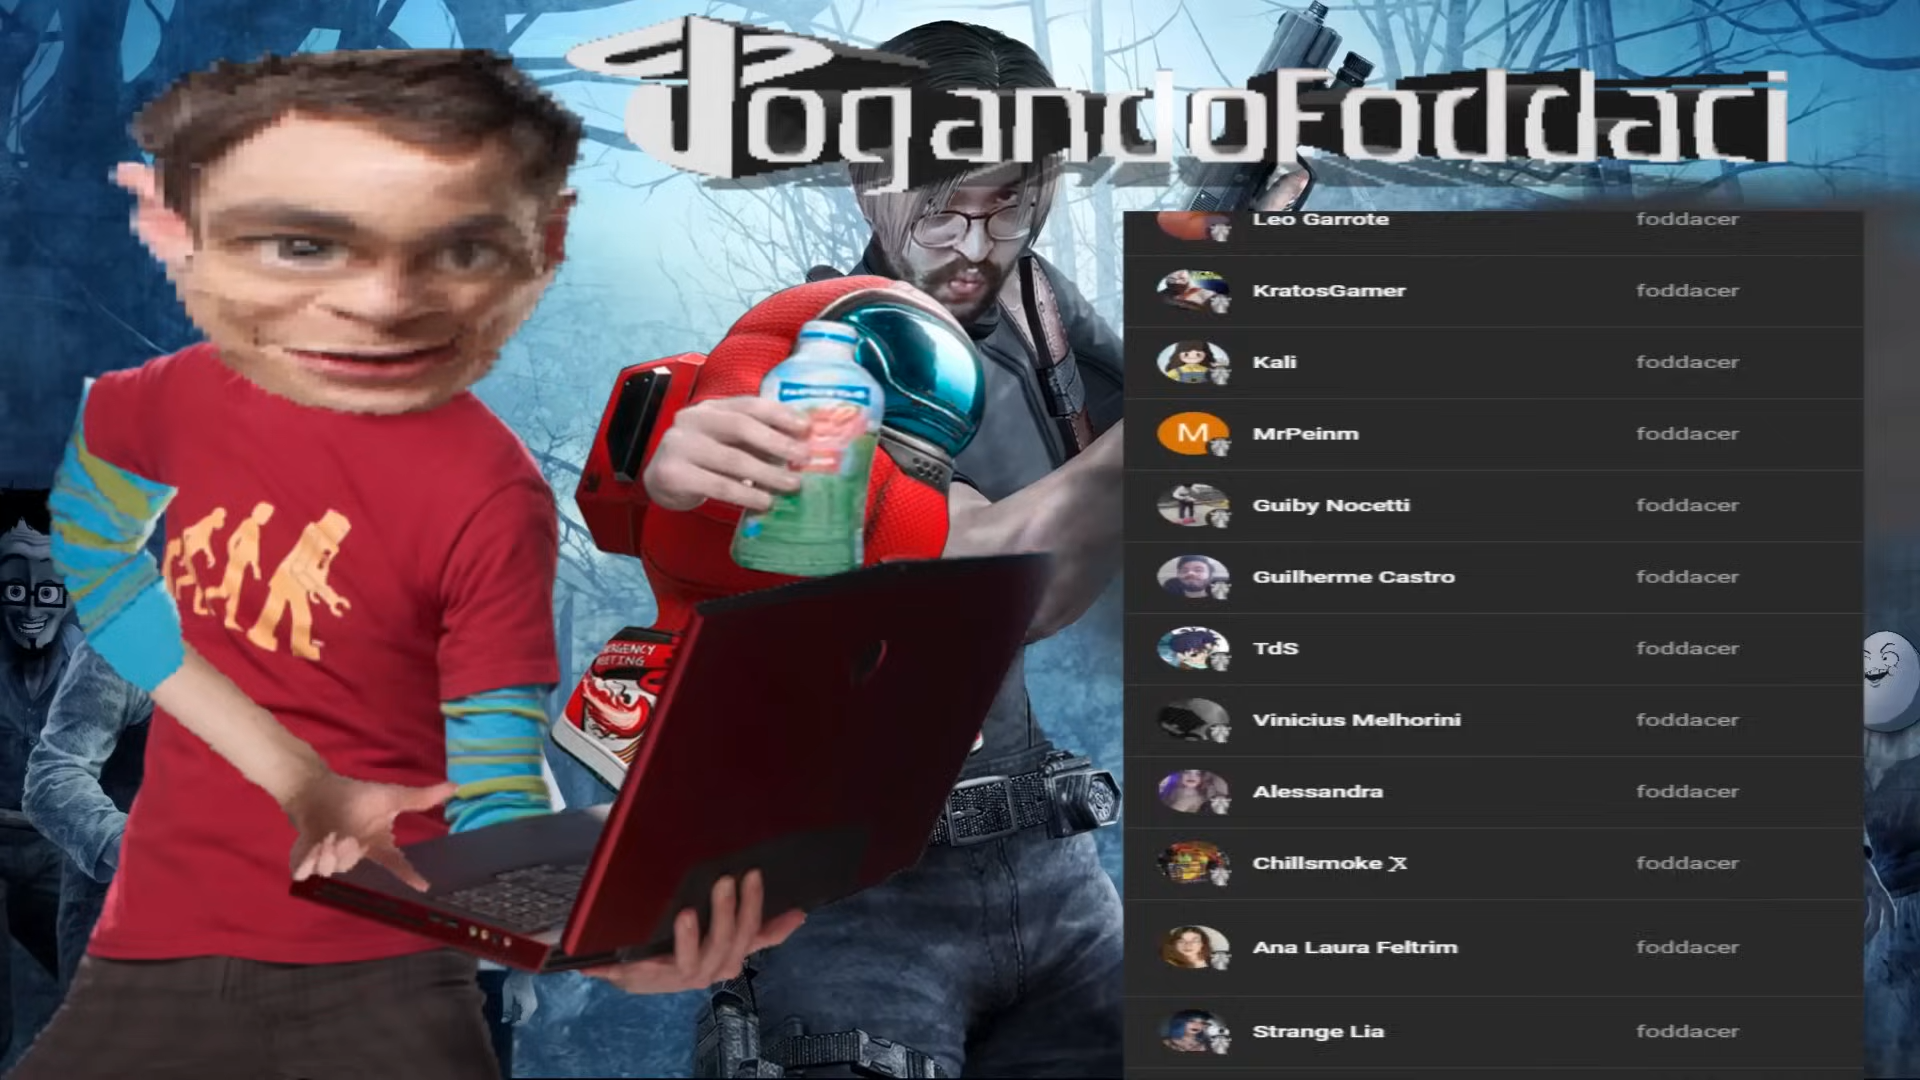 JogandoFoddaci
Leo Garrote foddacer
KratosGamer foddacer
Kali foddacer
M MrPeinm foddacer
Guiby Nocetti foddacer
Guilherme Castro foddacer
TdS foddacer
Vinicius Melhorini foddacer
Alessandra foddacer
Chillsmoke X foddacer
Ana Laura Feltrim foddacer
Strange Lia foddacer
MEETING